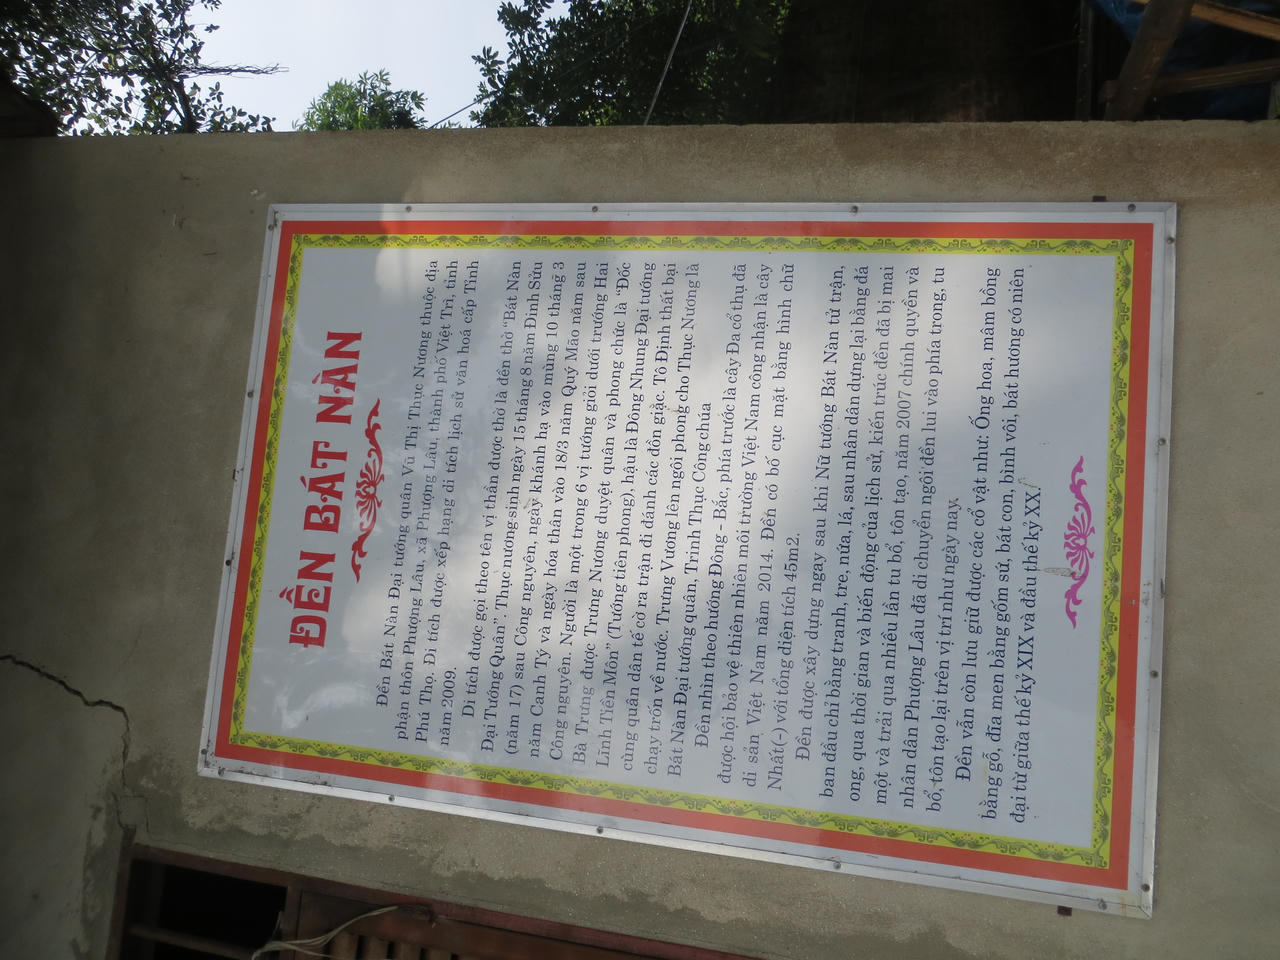 ĐỀN BÁT NÀN
Đền Bát Nàn Đại tướng quân Vũ Thị Thục Nương thuộc địa
phận thôn Phượng Lâu, xã Phượng Lâu, thành phố Việt Trì, tỉnh
Phú Thọ. Di tích được xếp hạng di tích lịch sử văn hoá cấp Tỉnh
năm 2009.
Di tích được gọi theo tên vị thần được thờ là đền thờ "Bát Nàn
Đại Tướng Quân". Thục nương sinh ngày 15 tháng 8 năm Đinh Sửu
(năm 17) sau Công nguyên, ngày khánh hạ vào mùng 10 tháng 3
năm Canh Tý và ngày hóa thân vào 18/3 năm Quý Mão năm sau
Công nguyên. Người là một trong 6 vị tướng giỏi dưới trướng Hai
Bà Trưng được Trưng Nương duyệt quân và phong chức là "Đốc
Lĩnh Tiền Môn" (Tướng tiên phong), hậu là Đông Nhung Đại tướng
cùng quân dân tế cờ ra trận đi đánh các đồn giặc. Tô Định thất bại
chạy trốn về nước. Trưng Vương lên ngôi phong cho Thục Nương là
Bát Nàn Đại tướng quân, Trinh Thục Công chúa
Đền nhìn theo hướng Đông - Bắc, phía trước là cây Đa cổ thụ đã
được hội bảo vệ thiên nhiên môi trường Việt Nam công nhận là cây
di sản Việt Nam năm 2014. Đền có bố cục mặt bằng hình chữ
Nhất(-) với tổng diện tích 45m2.
Đền được xây dựng ngay sau khi Nữ tướng Bát Nàn tử trận,
ban đầu chỉ bằng tranh, tre, nứa, lá, sau nhân dân dựng lại bằng đá
ong, qua thời gian và biến động của lịch sử, kiến trúc đền đã bị mai
một và trải qua nhiều lần tu bổ, tôn tạo, năm 2007 chính quyền và
nhân dân Phượng Lâu đã di chuyển ngôi đền lui vào phía trong, tu
bổ, tôn tạo lại trên vị trí như ngày nay.
Đền vẫn còn lưu giữ được các cổ vật như: Ống hoa, mâm bồng
bằng gỗ, đĩa men bằng gốm sứ, bát con, bình vôi, bát hương có niên
đại từ giữa thế kỷ XIX và đầu thế kỷ XX.